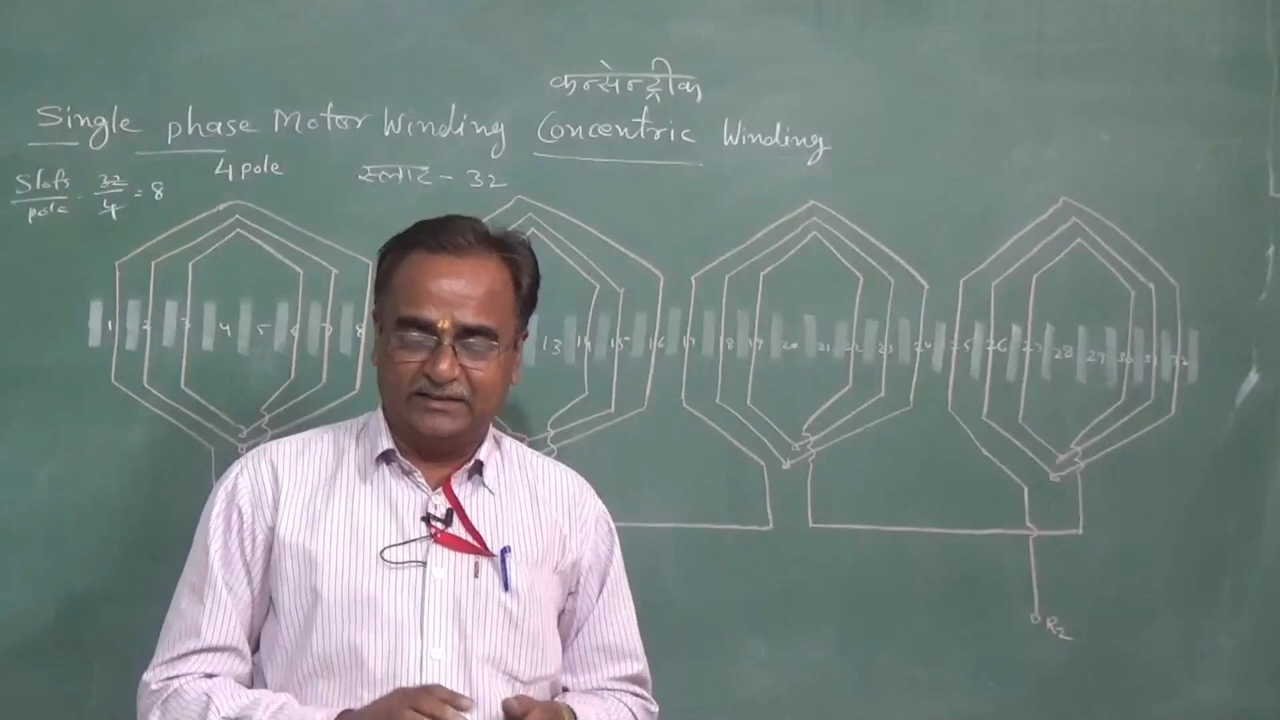 कन्सेन्ट्रीक
Single phase Motor Winding Concentric Winding
4 pole स्लाट - 32
Slots/pole . 32/4 = 8
1 2 3 4 5 6 7 8 13 14 15 16 17 18 19 20 21 22 23 24 25 26 27 28 29 30 31 32
R2